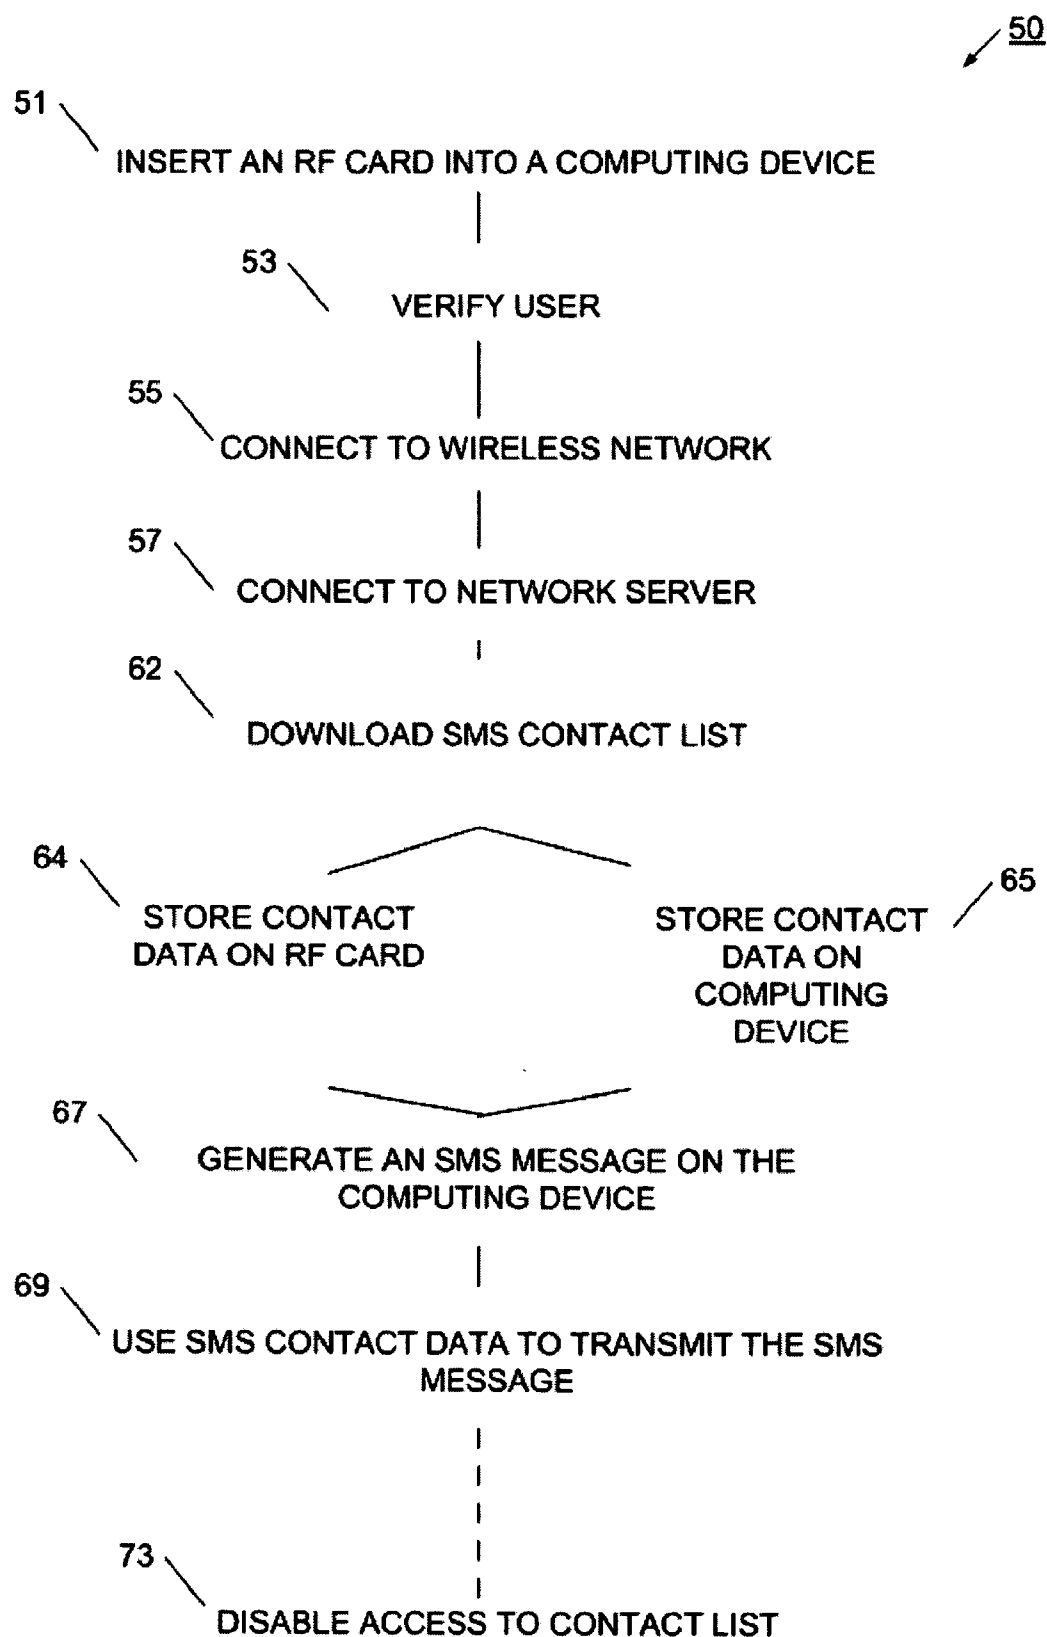 50
51
INSERT AN RF CARD INTO A COMPUTING DEVICE
53
VERIFY USER
55
CONNECT TO WIRELESS NETWORK
57
CONNECT TO NETWORK SERVER
62
DOWNLOAD SMS CONTACT LIST
64
STORE CONTACT
DATA ON RF CARD
65
STORE CONTACT
DATA ON
COMPUTING
DEVICE
67
GENERATE AN SMS MESSAGE ON THE
COMPUTING DEVICE
69
USE SMS CONTACT DATA TO TRANSMIT THE SMS
MESSAGE
73
DISABLE ACCESS TO CONTACT LIST